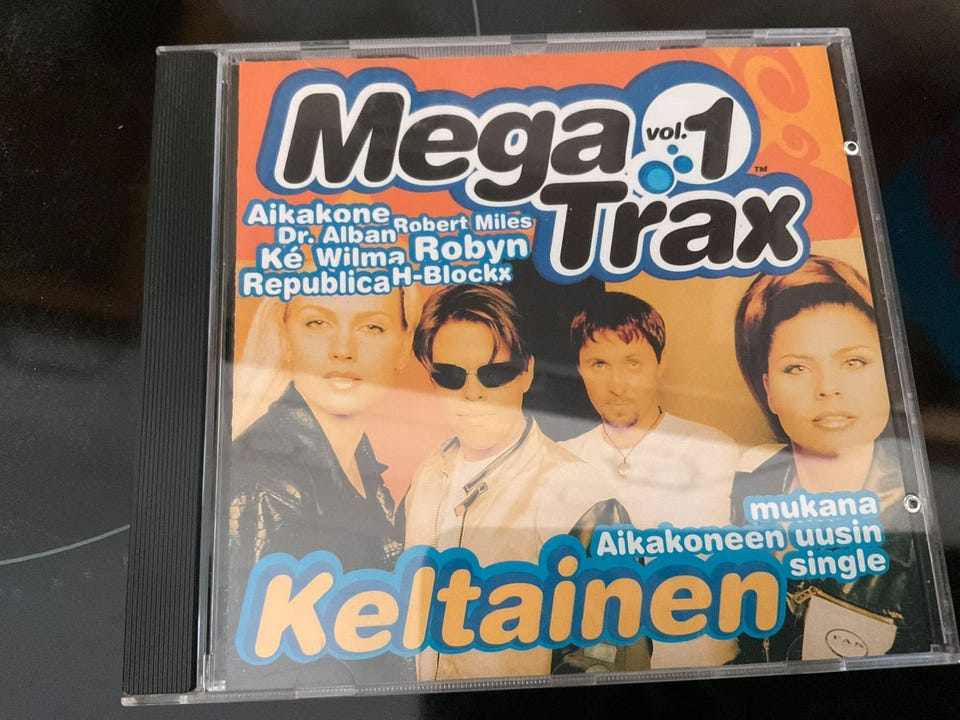 Mega
vol.1
Trax
TM
Aikakone
Robert Miles
Dr. Alban
Ké Wilma
Robyn
Republica
H-Blockx
mukana
Aikakoneen uusin
single
Keltainen